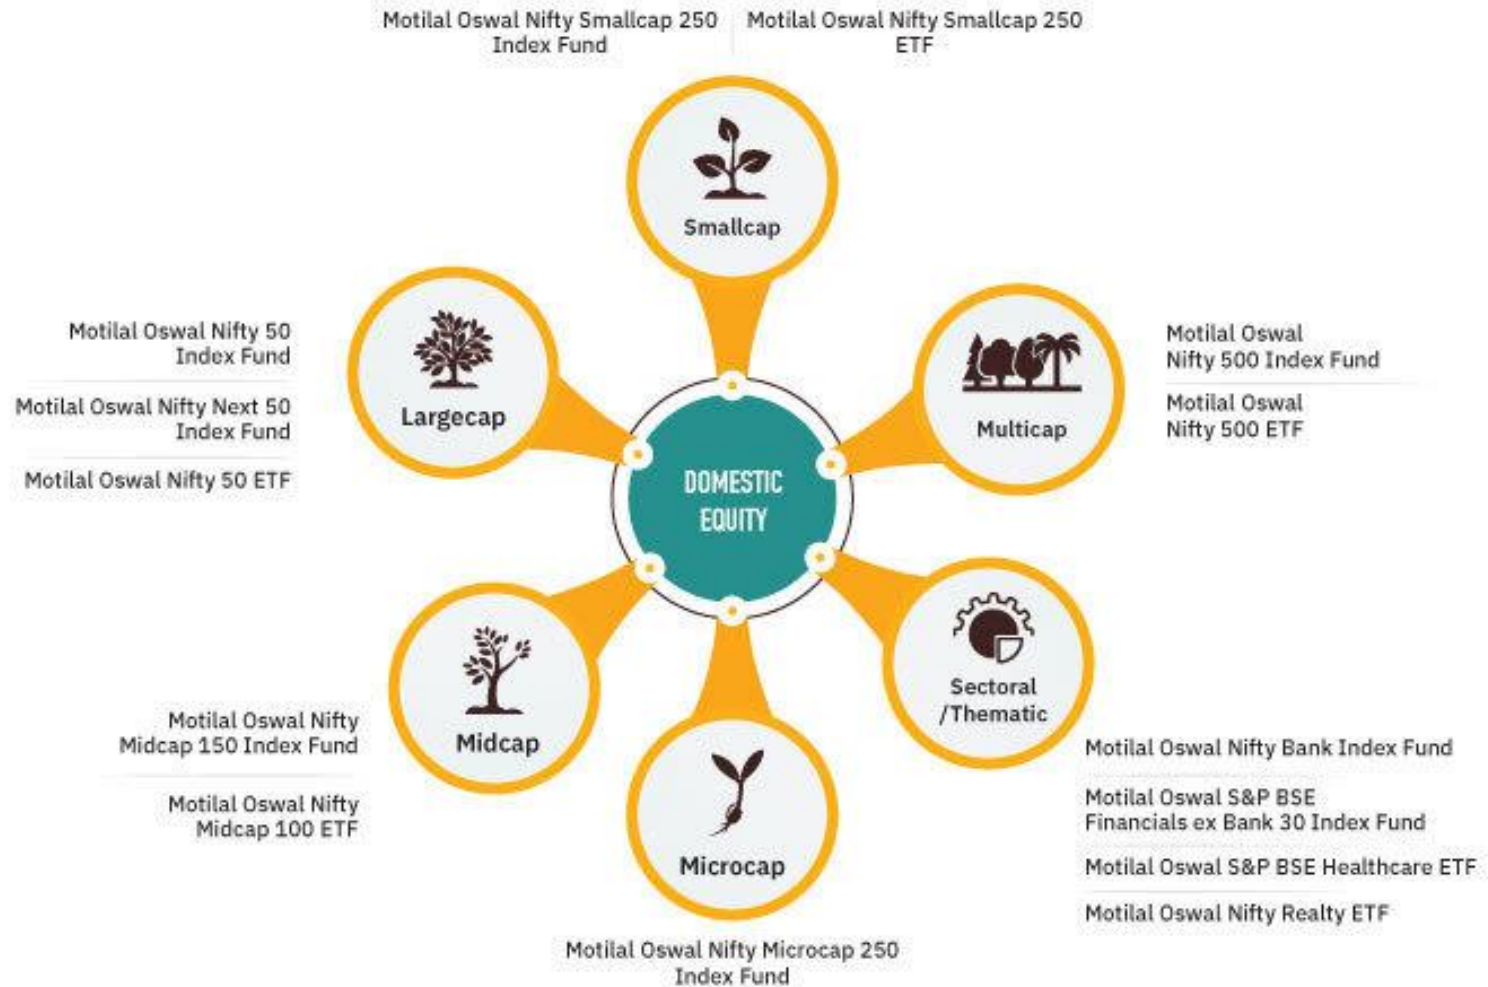 Motilal Oswal Nifty Smallcap 250
Index Fund
Motilal Oswal Nifty Smallcap 250
ETF
Smallcap
Motilal Oswal Nifty 50
Index Fund
Motilal Oswal Nifty Next 50
Index Fund
Motilal Oswal Nifty 50 ETF
Largecap
Multicap
Motilal Oswal
Nifty 500 Index Fund
Motilal Oswal
Nifty 500 ETF
DOMESTIC
EQUITY
Motilal Oswal Nifty
Midcap 150 Index Fund
Motilal Oswal Nifty
Midcap 100 ETF
Midcap
Sectoral
/Thematic
Motilal Oswal Nifty Bank Index Fund
Motilal Oswal S&P BSE
Financials ex Bank 30 Index Fund
Motilal Oswal S&P BSE Healthcare ETF
Motilal Oswal Nifty Realty ETF
Microcap
Motilal Oswal Nifty Microcap 250
Index Fund